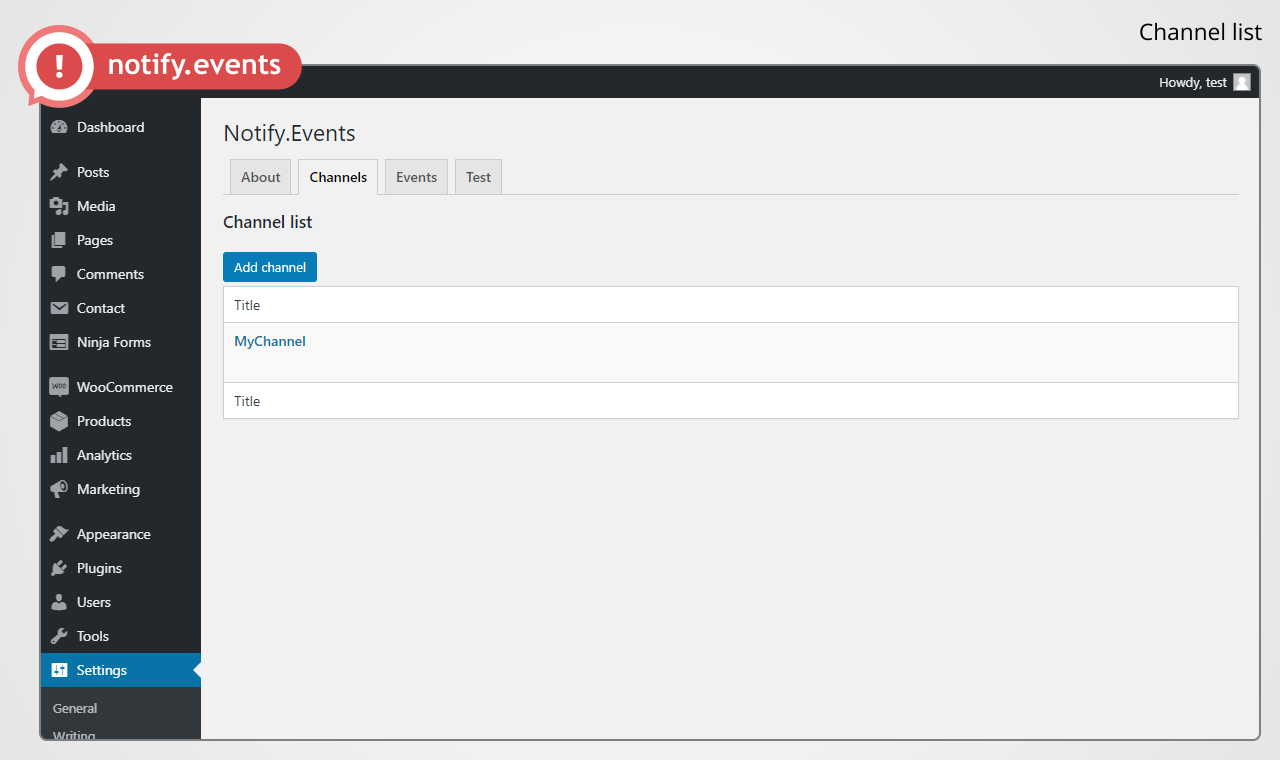 Channel list
! notify.events
Howdy, test
Dashboard
Posts
Media
Pages
Comments
Contact
Ninja Forms
WOO WooCommerce
Products
Analytics
Marketing
Appearance
Plugins
Users
Tools
Settings
General
Writing
Notify.Events
About Channels Events Test
Channel list
Add channel
Title
MyChannel
Title